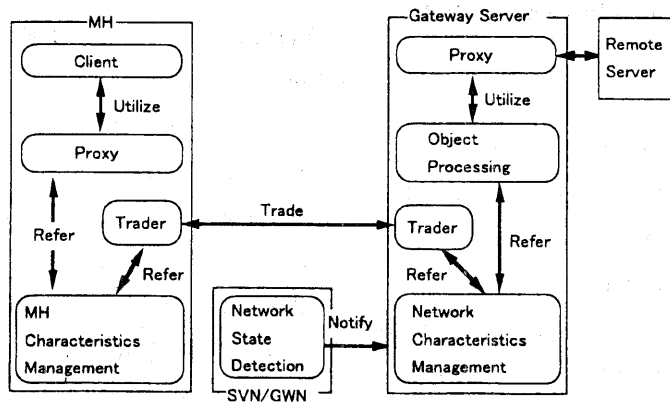 MH
Client
Utilize
Proxy
Refer
Trader
Refer
MH
Characteristics
Management
Trade
Network
State
Detection
SVN/GWN
Notify
Gateway Server
Proxy
Utilize
Object
Processing
Trader
Refer
Refer
Network
Characteristics
Management
Remote
Server